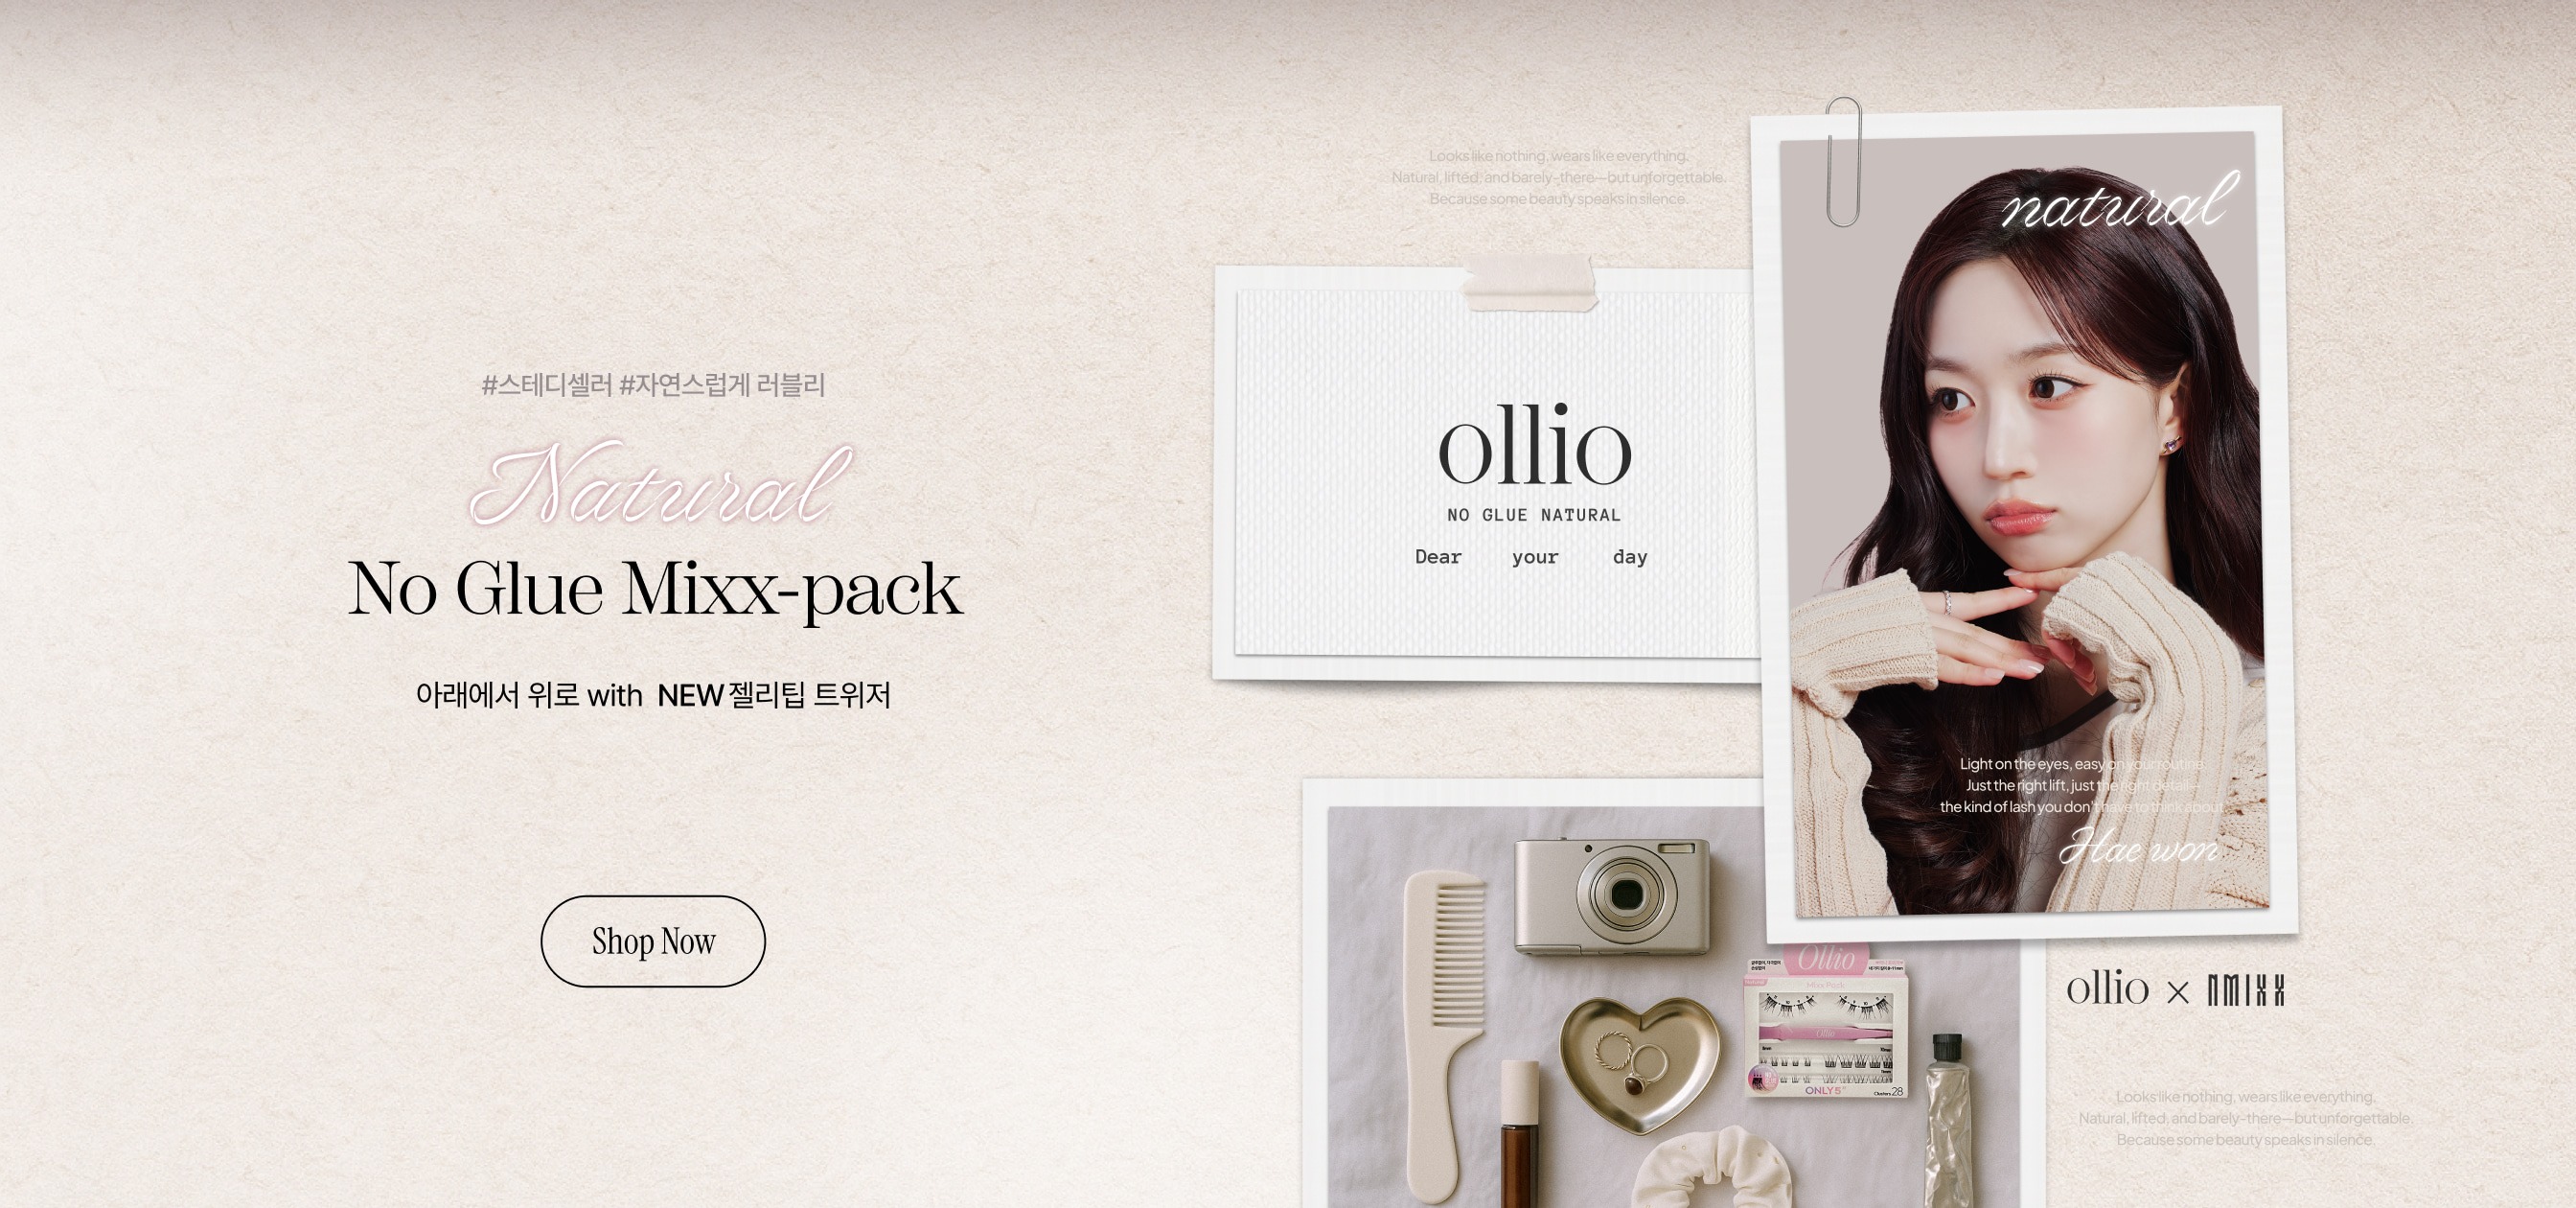 #스테디셀러 #자연스럽게 러블리
Natural
No Glue Mixx-pack
아래에서 위로 with NEW 젤리팁 트위저
Shop Now
Looks like nothing, wears like everything.
Natural, lifted, and barely-there—but unforgettable.
Because some beauty speaks in silence.
ollio
NO GLUE NATURAL
Dear your day
natural
Light on the eyes, easy on your routine.
Just the right lift, just the right detail—
the kind of lash you don't have to think about
Hae won
Ollio
Mixx Pack
Ollio
ONLY5
Clusters 28
ollio × NMIXX
Looks like nothing, wears like everything.
Natural, lifted, and barely-there—but unforgettable.
Because some beauty speaks in silence.